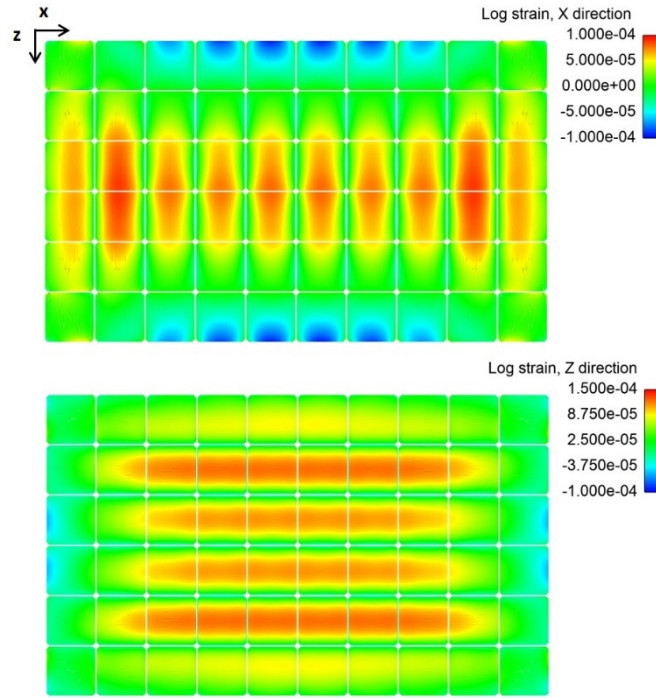 x
z
Log strain, X direction
1.000e-04
5.000e-05
0.000e+00
-5.000e-05
-1.000e-04
Log strain, Z direction
1.500e-04
8.750e-05
2.500e-05
-3.750e-05
-1.000e-04